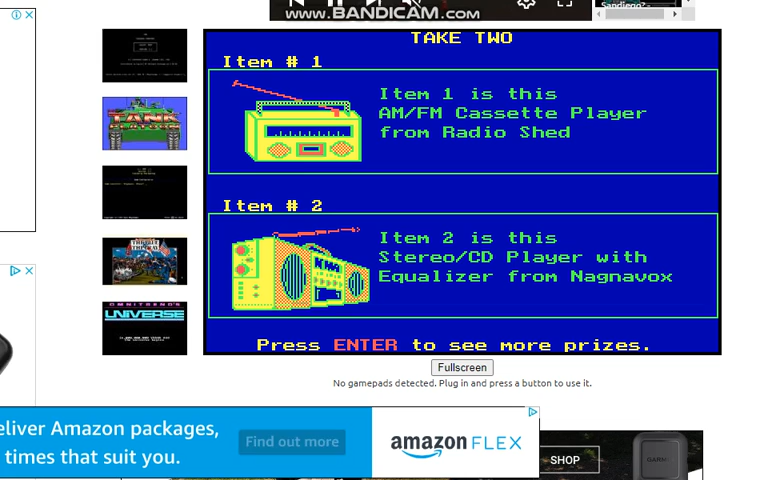 WWW.BANDICAM.COM
Sandiego? -
TAKE TWO
Item # 1
Item 1 is this
AM/FM Cassette Player
from Radio Shed
Item # 2
Item 2 is this
Stereo/CD Player with
Equalizer from Nagnavox
Press ENTER to see more prizes.
TANK
OMNITREND'S
UNIVERSE
Fullscreen
No gamepads detected. Plug in and press a button to use it.
eliver Amazon packages,
times that suit you.
Find out more
amazon FLEX
SHOP
GARMIN